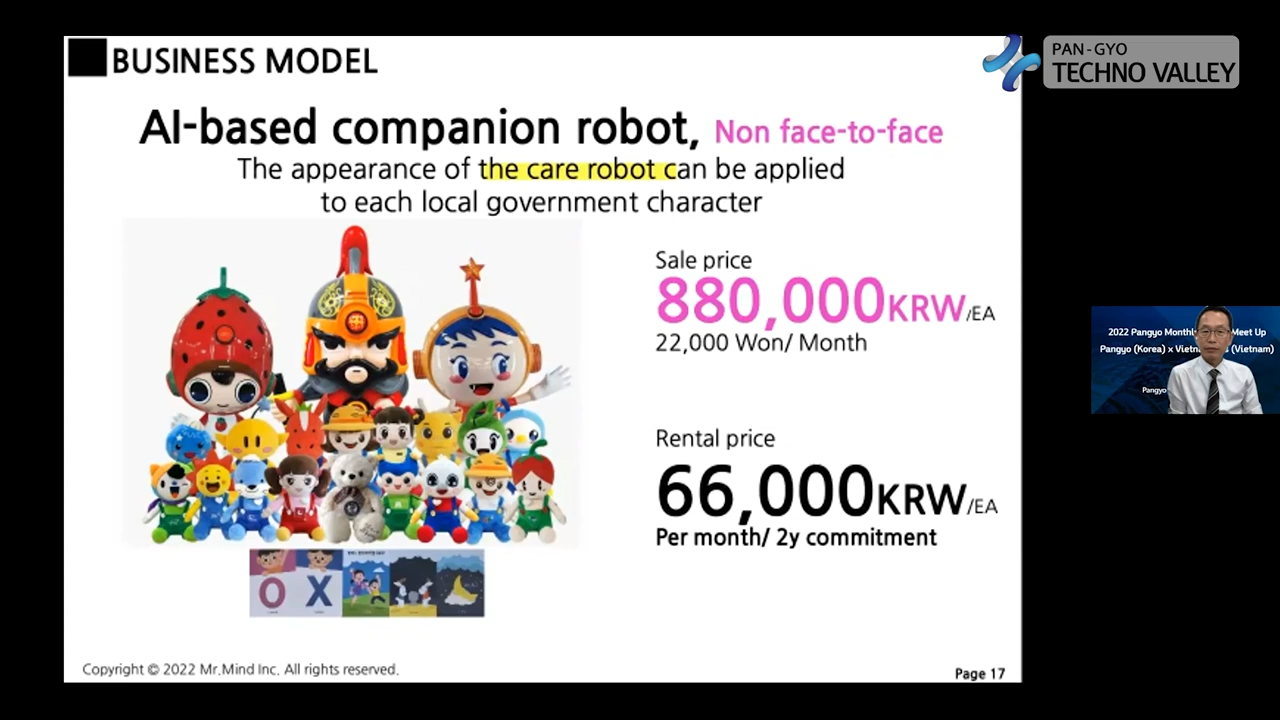 BUSINESS MODEL
PAN-GYO
TECHNO VALLEY
AI-based companion robot, Non face-to-face
The appearance of the care robot can be applied
to each local government character
Sale price
880,000KRW/EA
22,000 Won/ Month
Rental price
66,000KRW/EA
Per month/ 2y commitment
O X
2022 Pangyo Monthly Meet Up
Pangyo (Korea) x Vietn (Vietnam)
Pangyo
Copyright © 2022 Mr.Mind Inc. All rights reserved.
Page 17